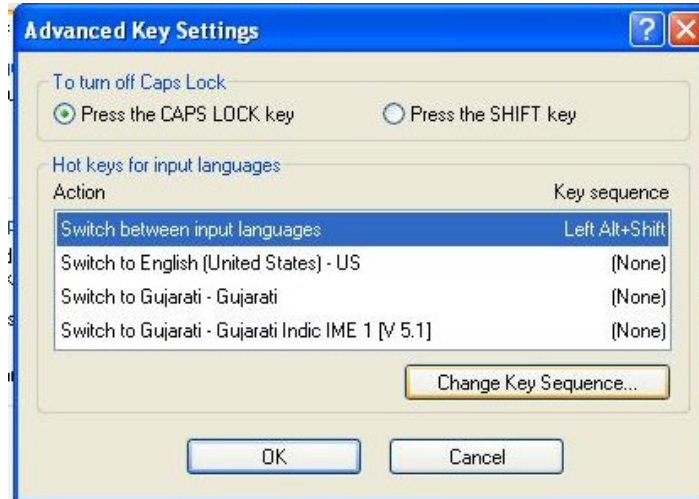 Advanced Key Settings
To turn off Caps Lock
Press the CAPS LOCK key Press the SHIFT key
Hot keys for input languages
Action Key sequence
Switch between input languages Left Alt+Shift
Switch to English (United States) - US (None)
Switch to Gujarati - Gujarati (None)
Switch to Gujarati - Gujarati Indic IME 1 [V 5.1] (None)
Change Key Sequence...
OK Cancel